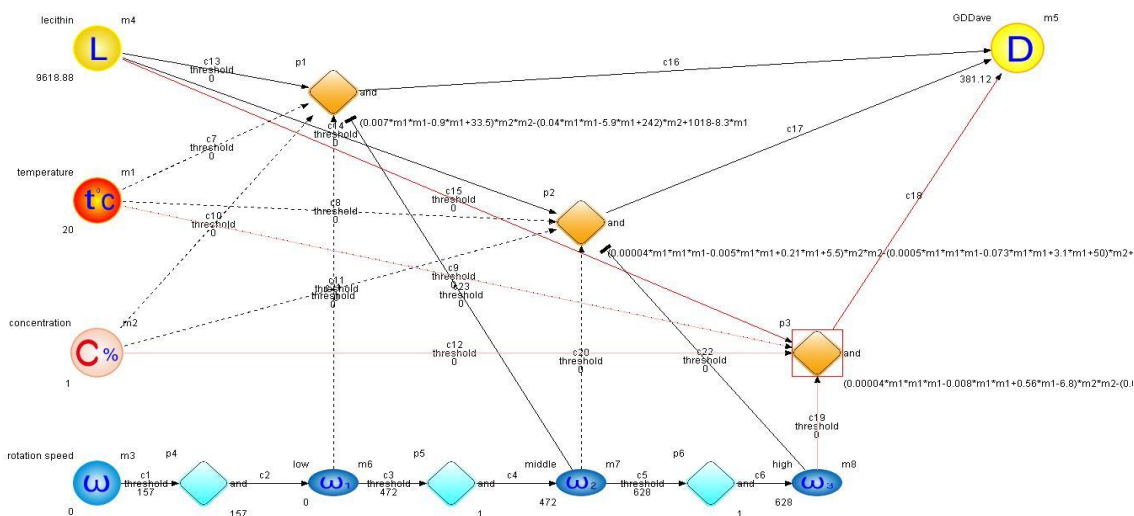 lecithin m4
L
9618.88
c13
threshold
0
p1
and
c16
GDDave m5
D
381.12
(0.007*m1*m1-0.9*m1+33.5)*m2*m2-(0.04*m1*m1-5.9*m1+242)*m2+1018-8.3*m1
c14
threshold
0
c7
threshold
0
c17
temperature m1
t°c
20
c15
threshold
0
p2
and
c18
c8
threshold
0
c10
threshold
0
(0.00004*m1*m1*m1-0.005*m1*m1+0.21*m1+5.5)*m2*m2-(0.0005*m1*m1*m1-0.073*m1*m1+3.1*m1+50)*m2+
c11
threshold
0
c9
threshold
0
c23
threshold
0
concentration m2
C%
1
c12
threshold
0
c20
threshold
0
c22
threshold
0
p3
and
(0.00004*m1*m1*m1-0.008*m1*m1+0.56*m1-6.8)*m2*m2-(0.0
c19
threshold
0
rotation speed m3
ω
0
c1
threshold
157
p4
and
157
c2
low m6
ω1
0
c3
threshold
472
p5
and
1
c4
middle m7
ω2
472
c5
threshold
628
p6
and
1
c6
high m8
ω3
628